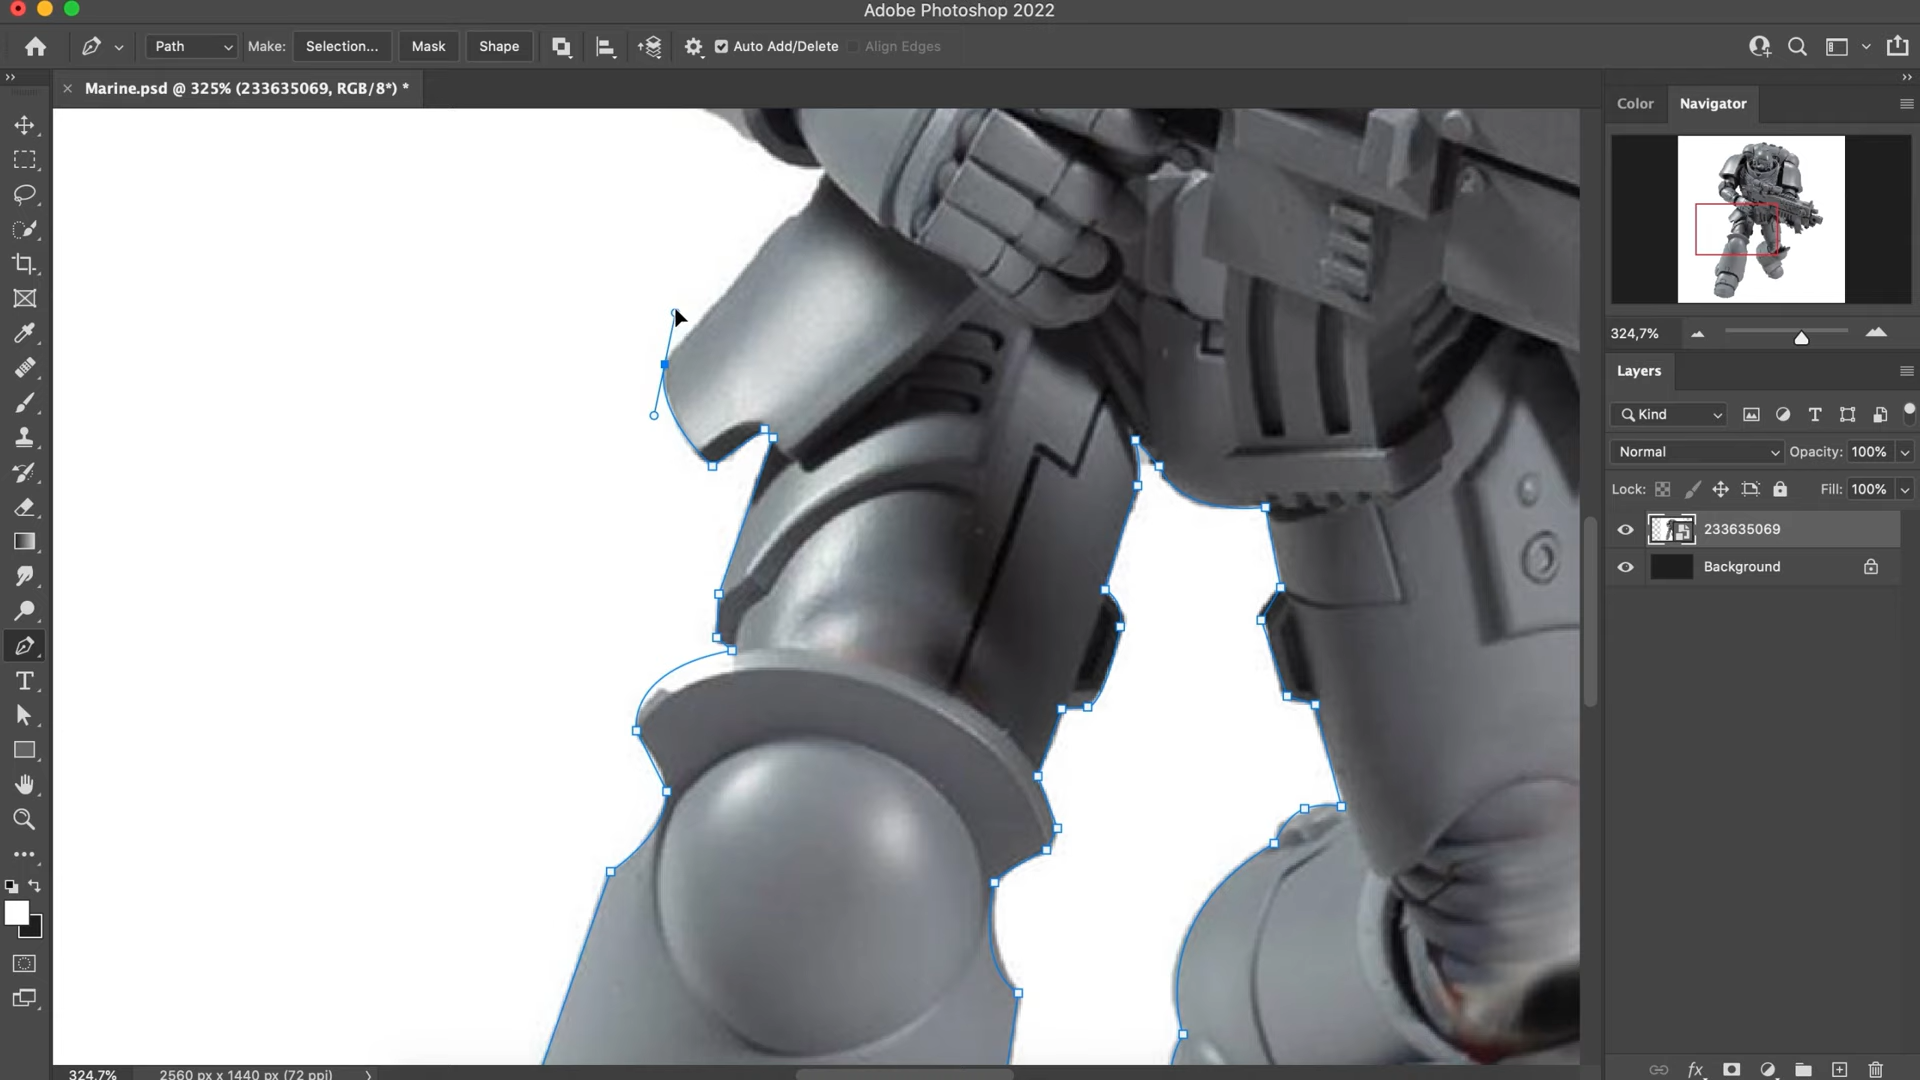 Adobe Photoshop 2022
Path
Make:
Selection...
Mask
Shape
Auto Add/Delete
Align Edges
Marine.psd @ 325% (233635069, RGB/8*) *
Color
Navigator
324,7%
Layers
Kind
Normal
Opacity: 100%
Lock:
Fill: 100%
233635069
Background
324,7%
2560 px x 1440 px (72 ppi)